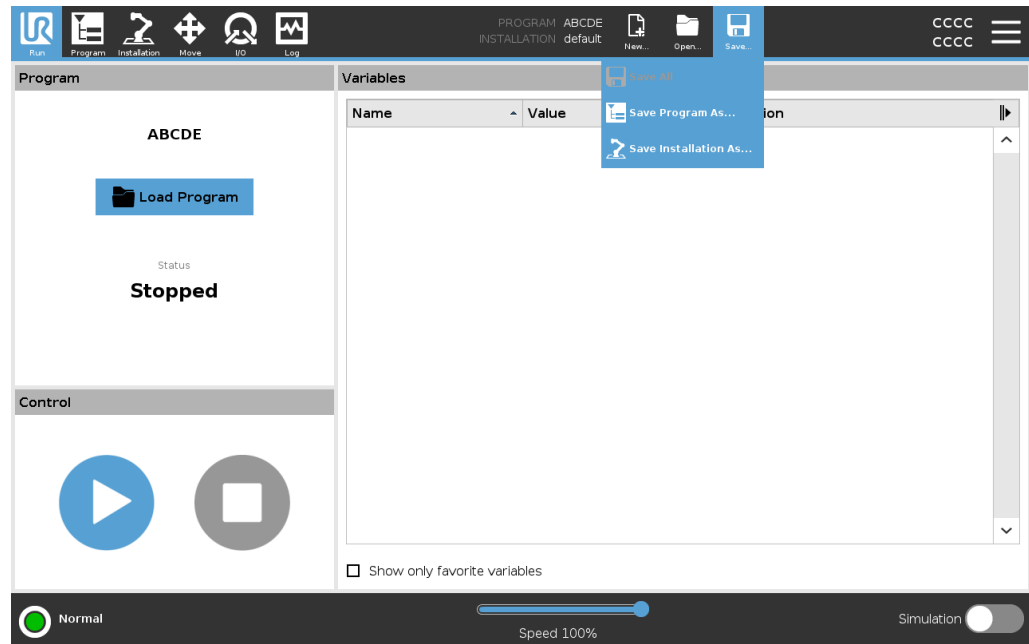 UR
Run Program Installation Move I/O Log
PROGRAM ABCDE
INSTALLATION default
New... Open... Save...
cccc
cccc
Program
ABCDE
Load Program
Status
Stopped
Control
Variables
Save All
Save Program As...
Save Installation As...
Name Value ion
Show only favorite variables
Normal
Speed 100%
Simulation